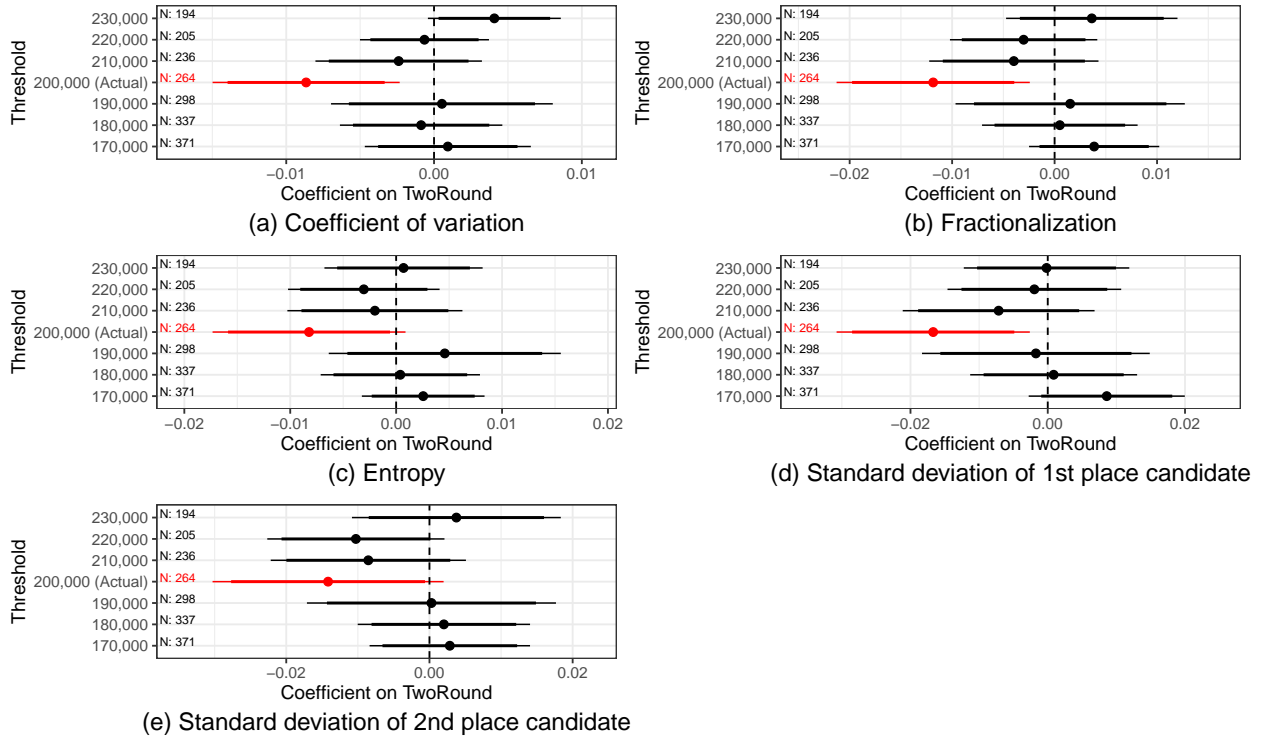 Threshold
230,000 N: 194
220,000 N: 205
210,000 N: 236
200,000 (Actual) N: 264
190,000 N: 298
180,000 N: 337
170,000 N: 371
−0.01 0.00 0.01
Coefficient on TwoRound
(a) Coefficient of variation
Threshold
230,000 N: 194
220,000 N: 205
210,000 N: 236
200,000 (Actual) N: 264
190,000 N: 298
180,000 N: 337
170,000 N: 371
−0.02 −0.01 0.00 0.01
Coefficient on TwoRound
(b) Fractionalization
Threshold
230,000 N: 194
220,000 N: 205
210,000 N: 236
200,000 (Actual) N: 264
190,000 N: 298
180,000 N: 337
170,000 N: 371
−0.02 −0.01 0.00 0.01 0.02
Coefficient on TwoRound
(c) Entropy
Threshold
230,000 N: 194
220,000 N: 205
210,000 N: 236
200,000 (Actual) N: 264
190,000 N: 298
180,000 N: 337
170,000 N: 371
−0.02 0.00 0.02
Coefficient on TwoRound
(d) Standard deviation of 1st place candidate
Threshold
230,000 N: 194
220,000 N: 205
210,000 N: 236
200,000 (Actual) N: 264
190,000 N: 298
180,000 N: 337
170,000 N: 371
−0.02 0.00 0.02
Coefficient on TwoRound
(e) Standard deviation of 2nd place candidate